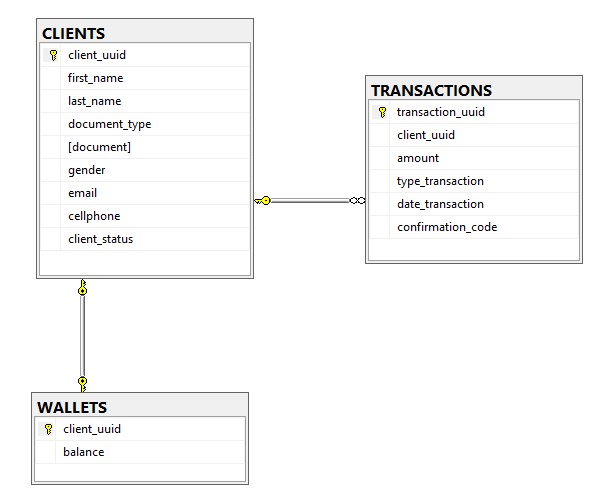 CLIENTS
client_uuid
first_name
last_name
document_type
[document]
gender
email
cellphone
client_status
TRANSACTIONS
transaction_uuid
client_uuid
amount
type_transaction
date_transaction
confirmation_code
WALLETS
client_uuid
balance